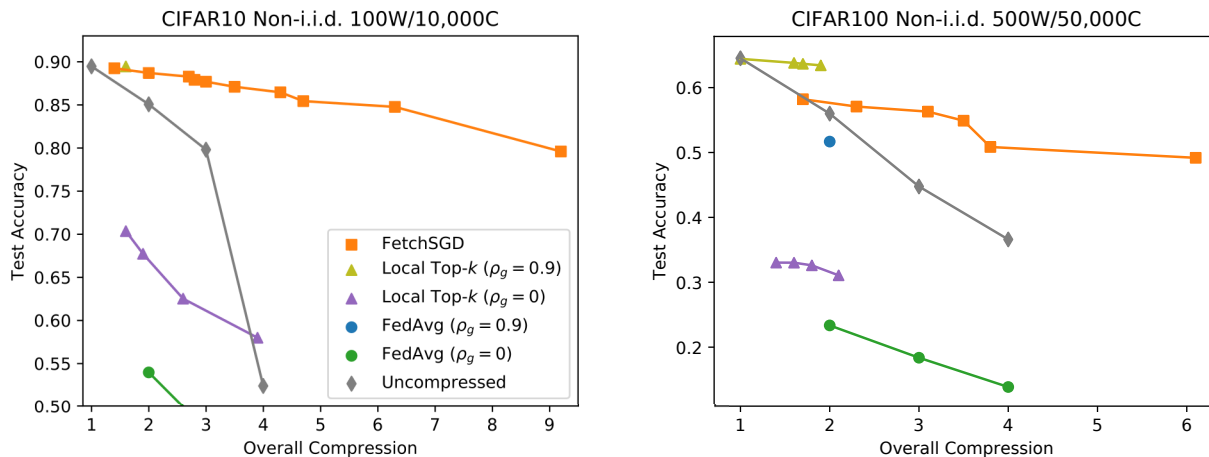 CIFAR10 Non-i.i.d. 100W/10,000C
Test Accuracy
0.90
0.85
0.80
0.75
0.70
0.65
0.60
0.55
0.50
1 2 3 4 5 6 7 8 9
Overall Compression
FetchSGD
Local Top-k (ρg = 0.9)
Local Top-k (ρg = 0)
FedAvg (ρg = 0.9)
FedAvg (ρg = 0)
Uncompressed
CIFAR100 Non-i.i.d. 500W/50,000C
Test Accuracy
0.6
0.5
0.4
0.3
0.2
1 2 3 4 5 6
Overall Compression